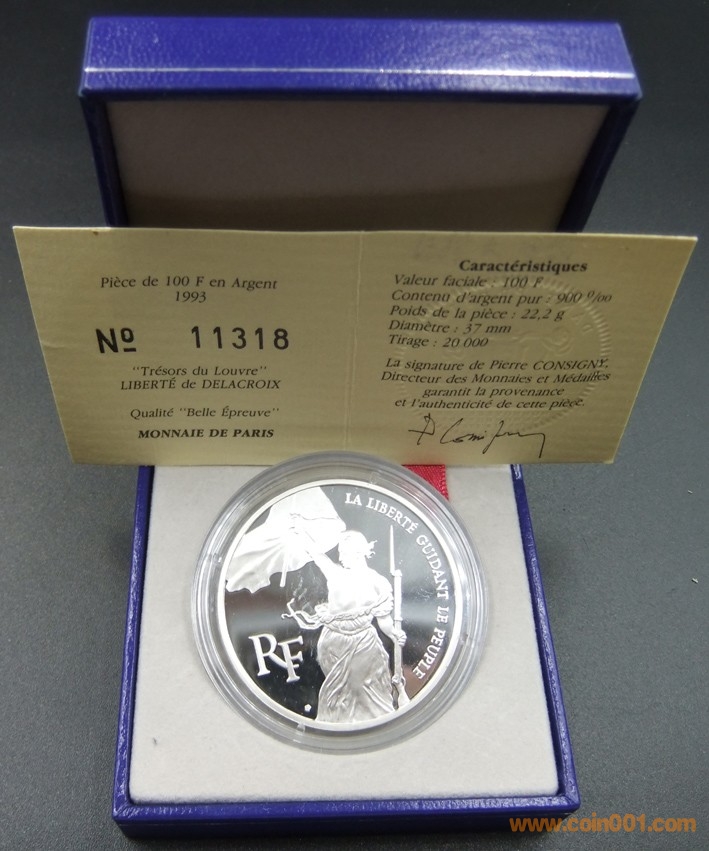 Pièce de 100 F en Argent
1993
Nº 11318
"Trésors du Louvre"
LIBERTÉ de DELACROIX
Qualité "Belle Épreuve"
MONNAIE DE PARIS
Caractéristiques
Valeur faciale : 100 F
Contenu d'argent pur : 900 º/oo
Poids de la pièce : 22,2 g
Diamètre : 37 mm
Tirage : 20 000
La signature de Pierre CONSIGNY,
Directeur des Monnaies et Médailles
garantit la provenance
et l'authenticité de cette pièce.
LA LIBERTÉ GUIDANT LE PEUPLE
RF
www.coin001.com